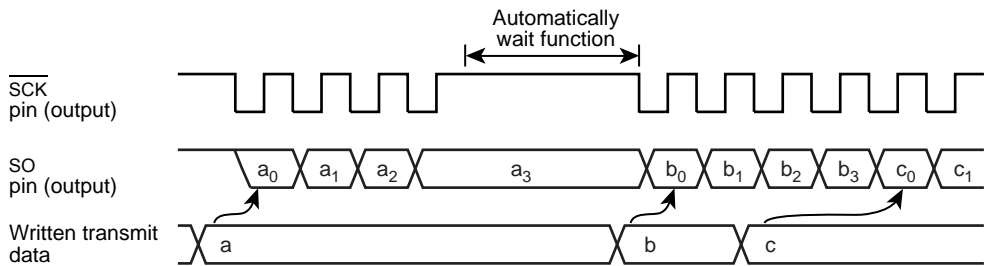 Automatically
wait function
SCK
pin (output)
SO
pin (output)
a0 a1 a2 a3 b0 b1 b2 b3 c0 c1
Written transmit
data
a b c